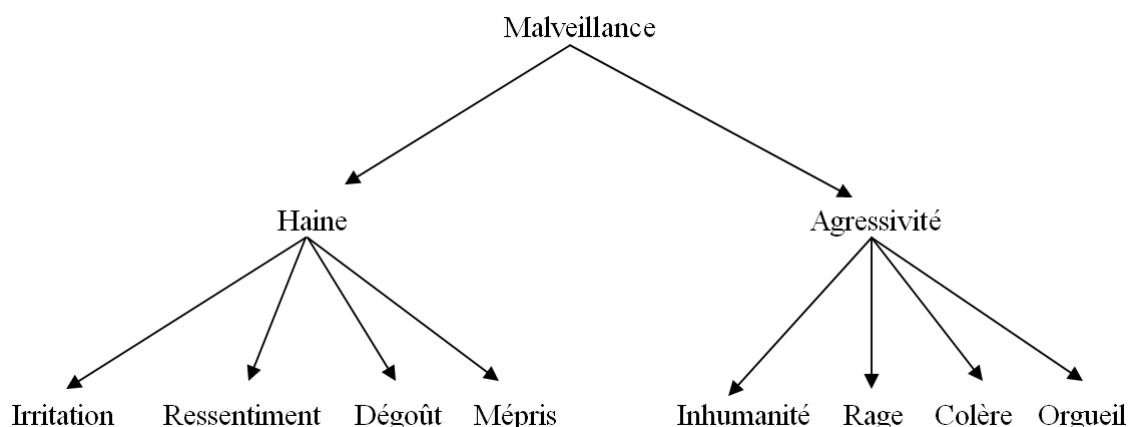 Malveillance
Haine Agressivité
Irritation Ressentiment Dégoût Mépris Inhumanité Rage Colère Orgueil